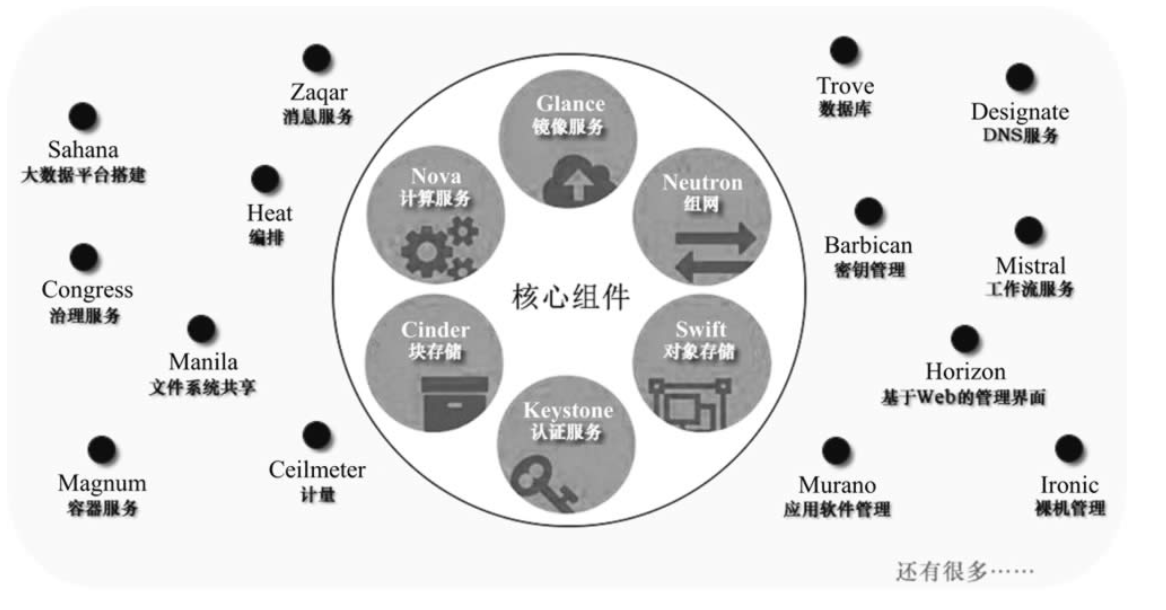 Zaqar
消息服务
Sahana
大数据平台搭建
Heat
编排
Congress
治理服务
Manila
文件系统共享
Magnum
容器服务
Ceilmeter
计量
Glance
镜像服务
Nova
计算服务
Neutron
组网
核心组件
Cinder
块存储
Swift
对象存储
Keystone
认证服务
Trove
数据库
Designate
DNS服务
Barbican
密钥管理
Mistral
工作流服务
Horizon
基于Web的管理界面
Murano
应用软件管理
Ironic
裸机管理
还有很多……